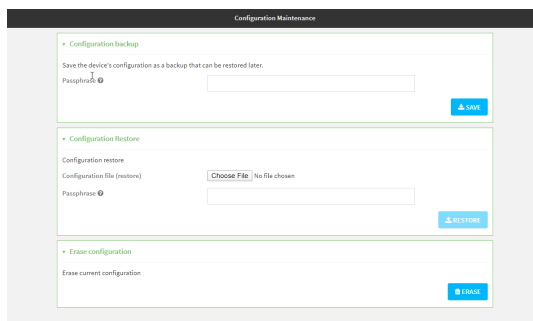 Configuration Maintenance
Configuration backup
Save the device's configuration as a backup that can be restored later.
Passphrase
SAVE
Configuration Restore
Configuration restore
Configuration file (restore) Choose File No file chosen
Passphrase
RESTORE
Erase configuration
Erase current configuration
ERASE